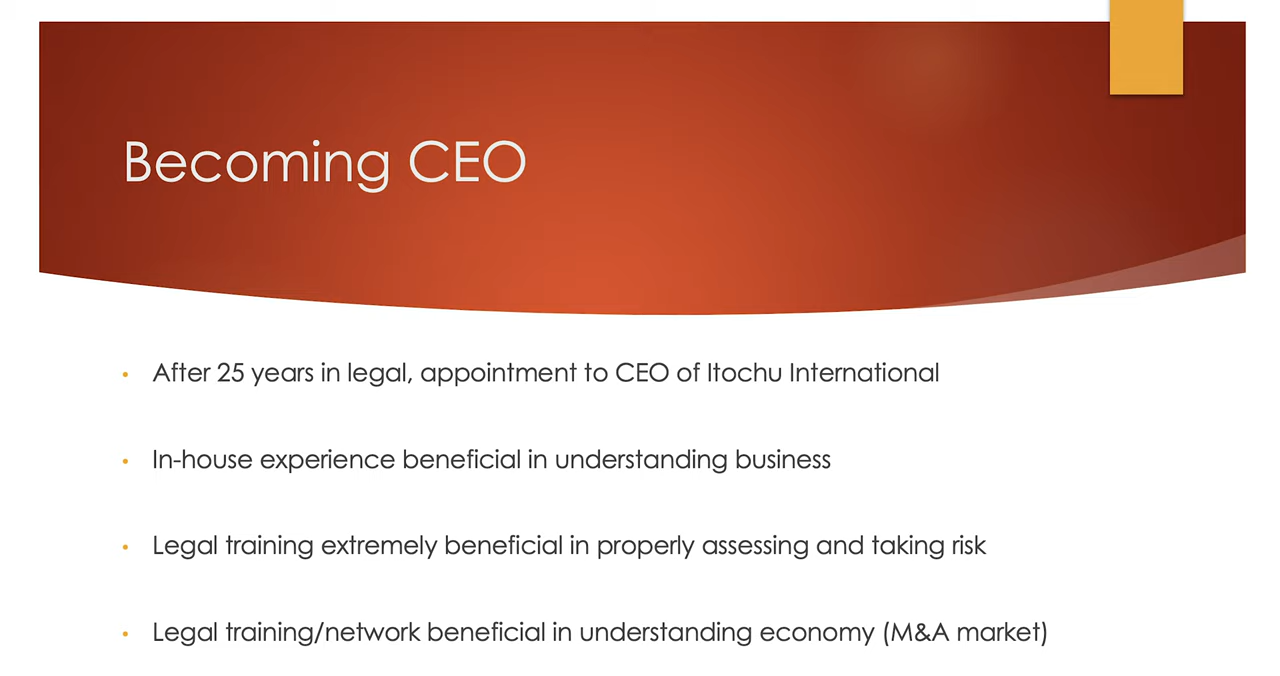 Becoming CEO
• After 25 years in legal, appointment to CEO of Itochu International
• In-house experience beneficial in understanding business
• Legal training extremely beneficial in properly assessing and taking risk
• Legal training/network beneficial in understanding economy (M&A market)